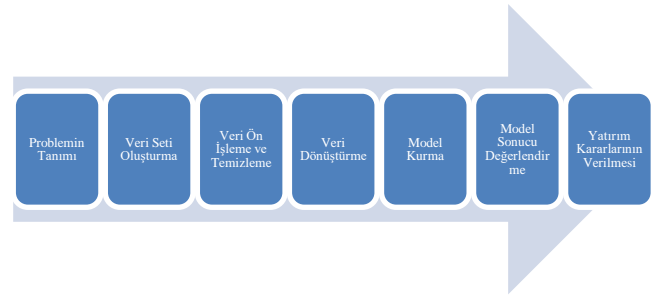 Problemin
Tanımı
Veri Seti
Oluşturma
Veri Ön
İşleme ve
Temizleme
Veri
Dönüştürme
Model
Kurma
Model
Sonucu
Değerlendir
me
Yatırım
Kararlarının
Verilmesi